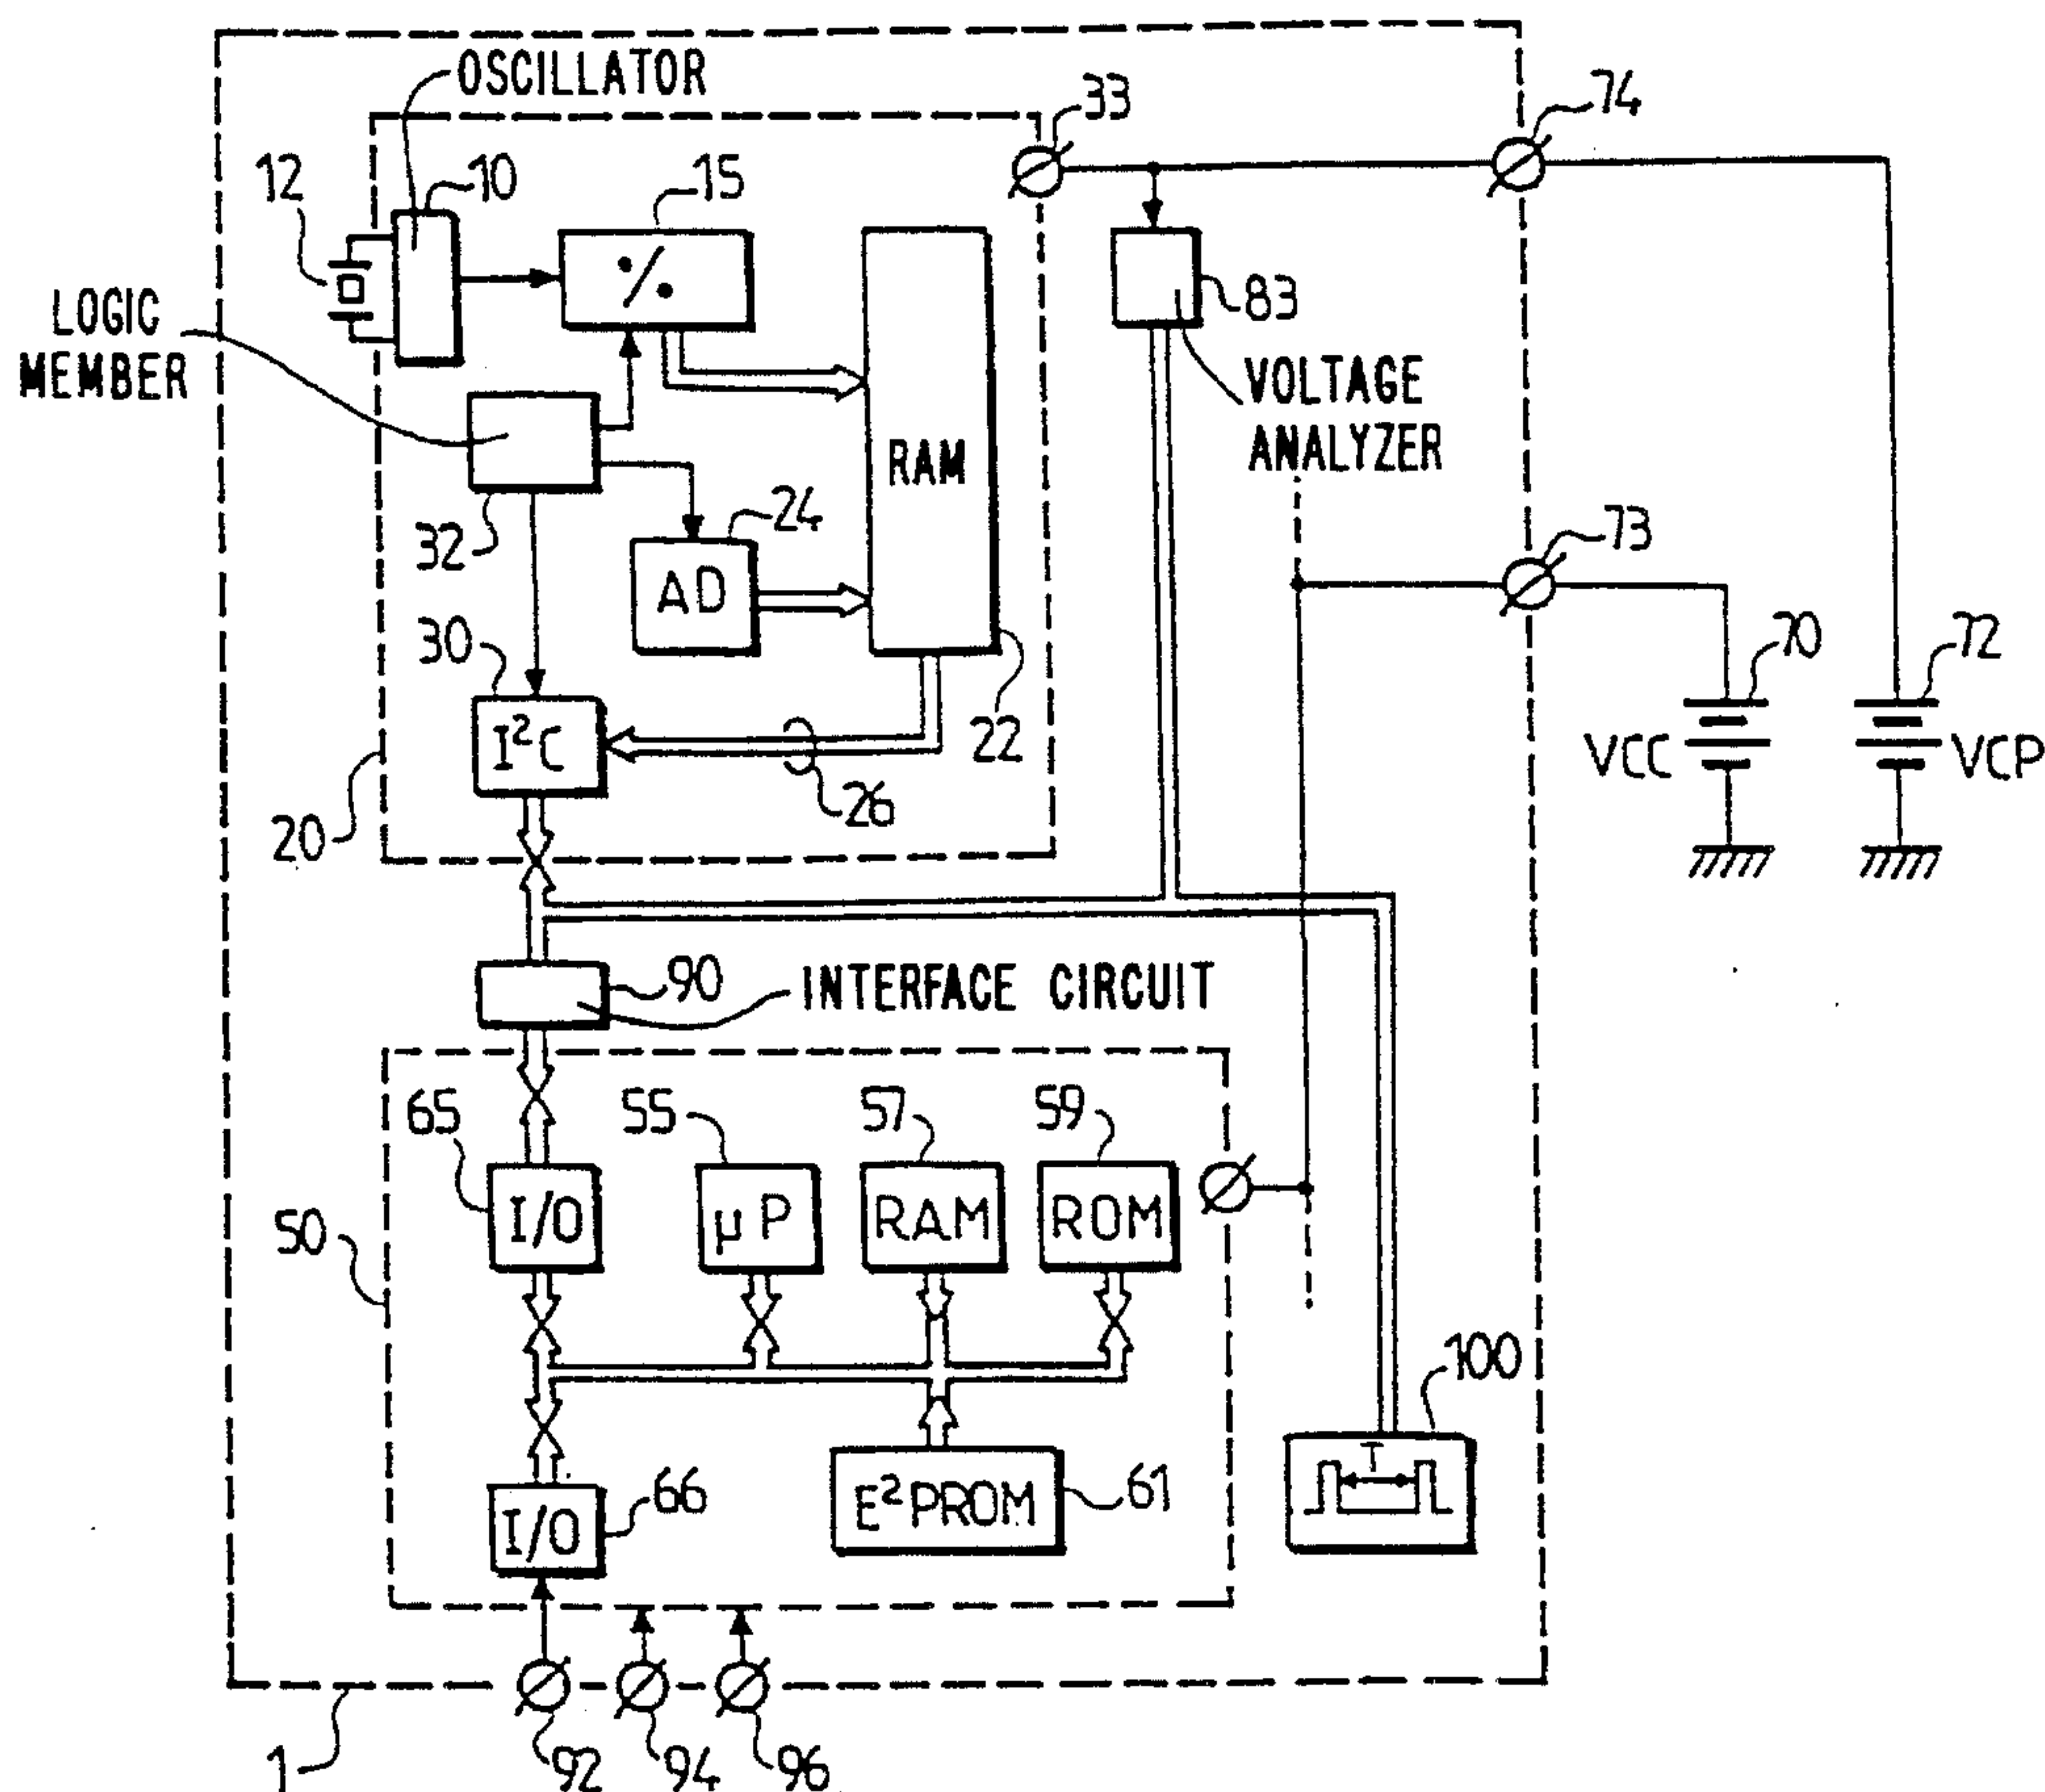 OSCILLATOR
33
74
12
10
15
•/•
LOGIC
MEMBER
83
RAM
VOLTAGE
ANALYZER
32
24
AD
73
30
I²C
22
26
20
70
72
VCC
VCP
90
INTERFACE CIRCUIT
65
55
57
59
I/O
µP
RAM
ROM
50
100
T
66
I/O
E²PROM
61
1
92
94
96